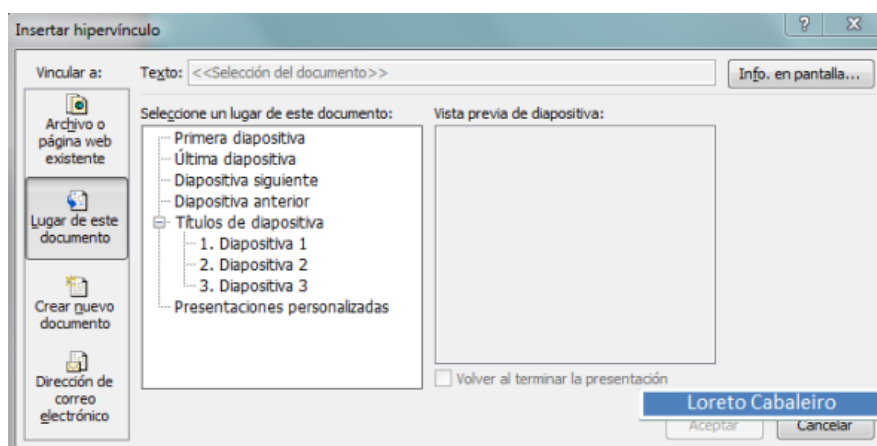 Insertar hipervínculo
Vincular a:
Texto: <<Selección del documento>>
Info. en pantalla...
Archivo o
página web
existente
Lugar de este
documento
Crear nuevo
documento
Dirección de
correo
electrónico
Seleccione un lugar de este documento:
Primera diapositiva
Última diapositiva
Diapositiva siguiente
Diapositiva anterior
Títulos de diapositiva
1. Diapositiva 1
2. Diapositiva 2
3. Diapositiva 3
Presentaciones personalizadas
Vista previa de diapositiva:
Volver al terminar la presentación
Loreto Cabaleiro
Aceptar
Cancelar